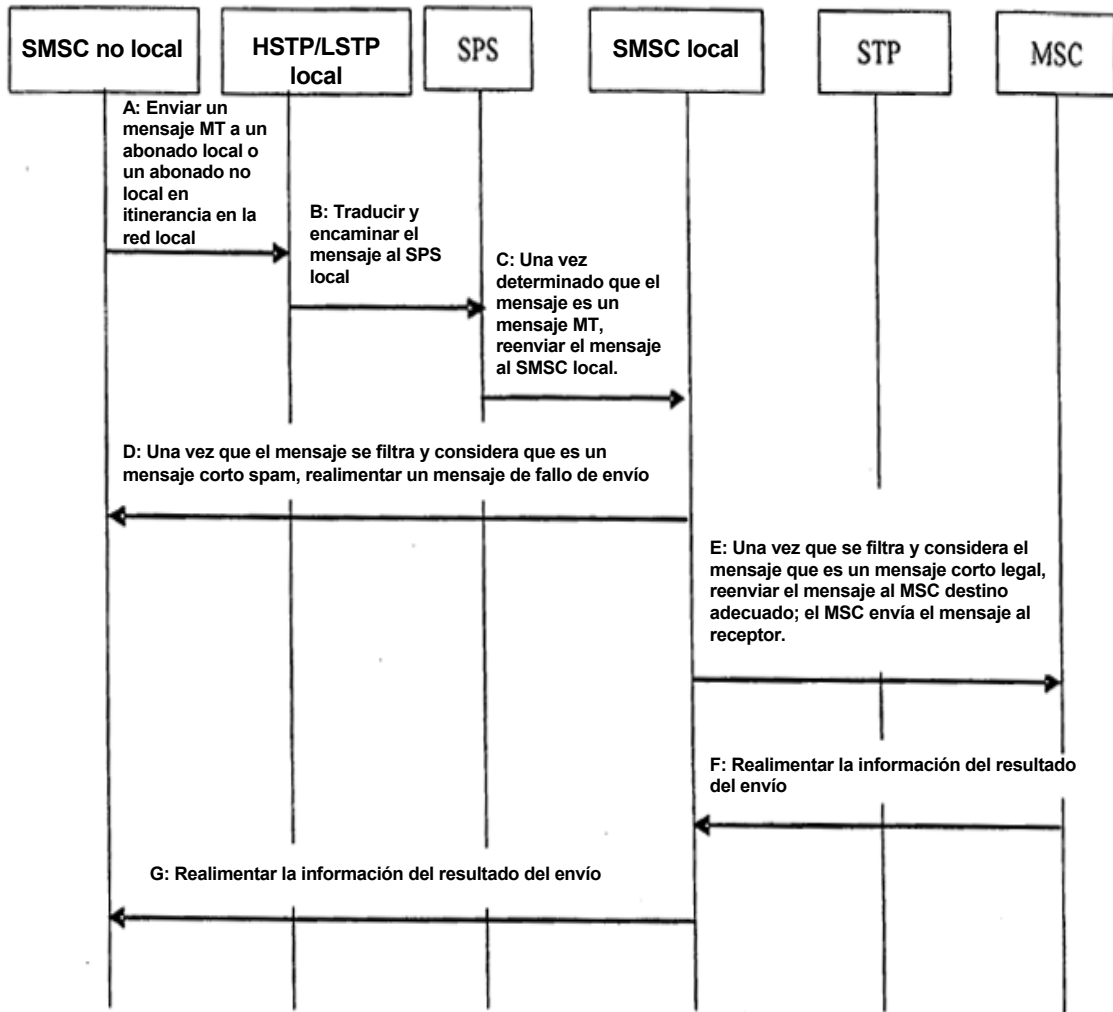 SMSC no local
HSTP/LSTP
local
SPS
SMSC local
STP
MSC
A: Enviar un
mensaje MT a un
abonado local o
un abonado no
local en
itinerancia en la
red local
B: Traducir y
encaminar el
mensaje al SPS
local
C: Una vez
determinado que el
mensaje es un
mensaje MT,
reenviar el mensaje
al SMSC local.
D: Una vez que el mensaje se filtra y considera que es un
mensaje corto spam, realimentar un mensaje de fallo de envío
E: Una vez que se filtra y considera el
mensaje que es un mensaje corto legal,
reenviar el mensaje al MSC destino
adecuado; el MSC envía el mensaje al
receptor.
F: Realimentar la información del resultado
del envío
G: Realimentar la información del resultado del envío